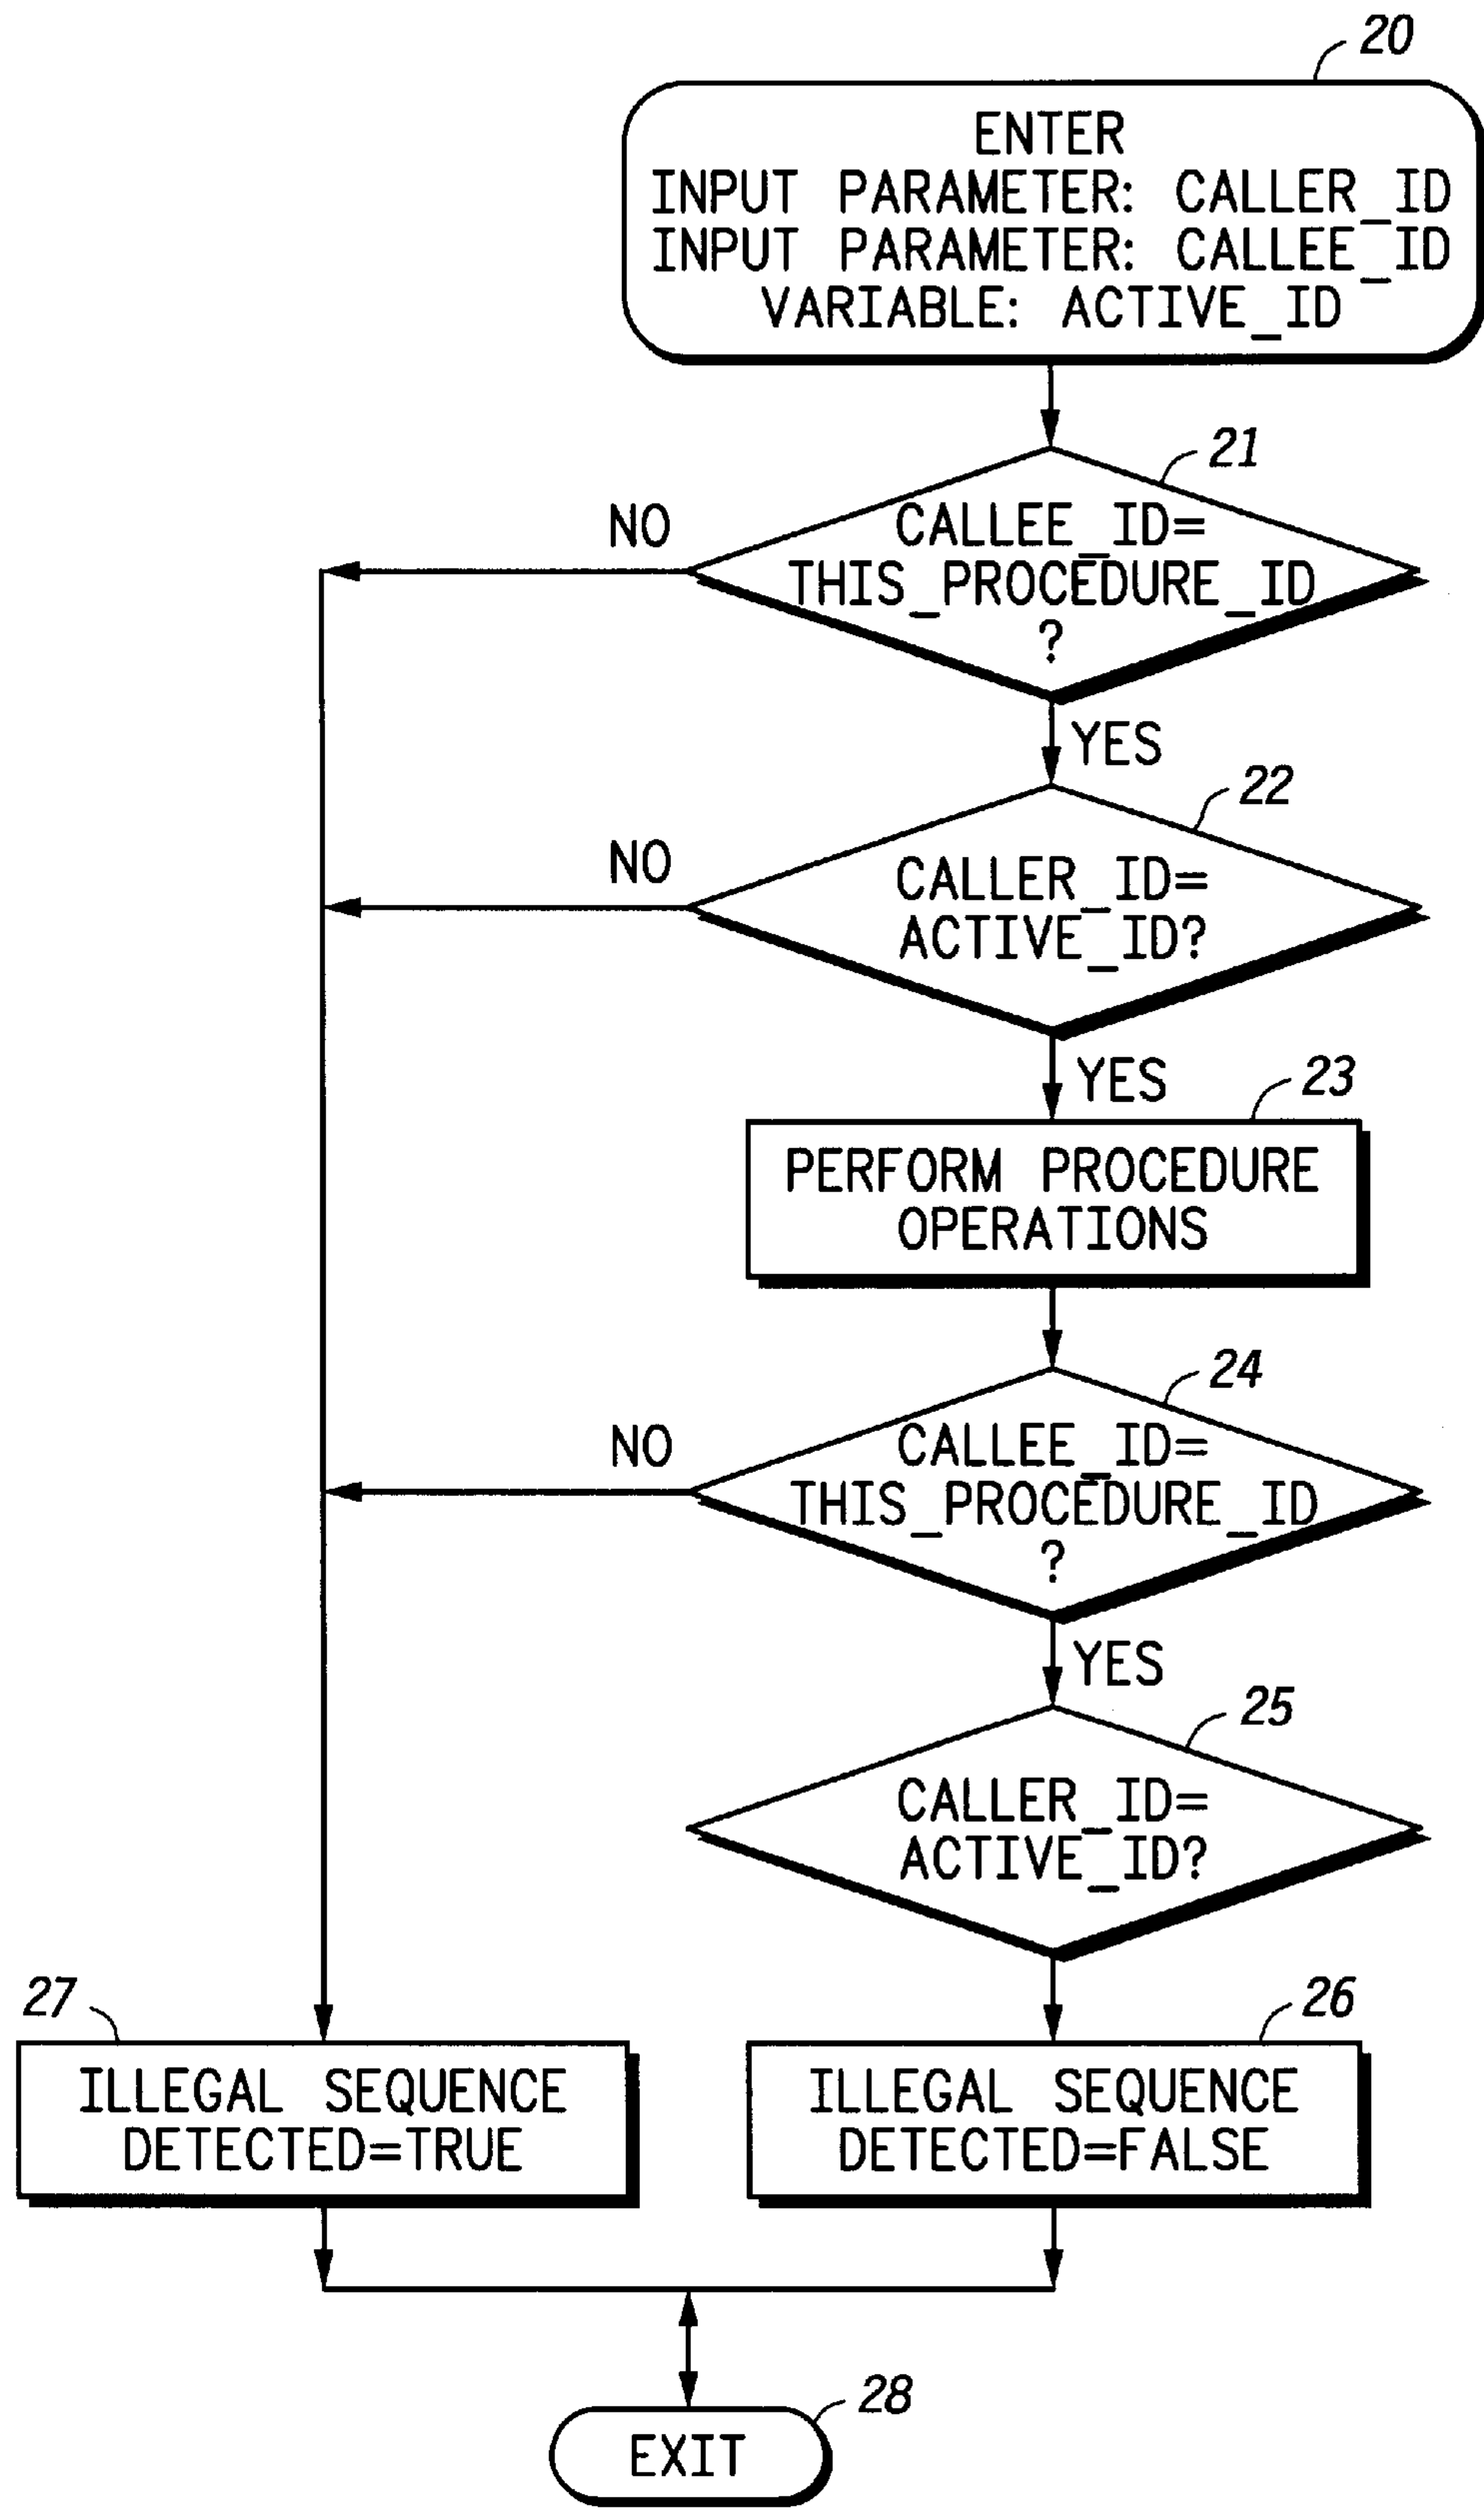 20
ENTER
INPUT PARAMETER: CALLER_ID
INPUT PARAMETER: CALLEE_ID
VARIABLE: ACTIVE_ID
21
NO
CALLEE_ID=
THIS_PROCEDURE_ID
?
YES
22
NO
CALLER_ID=
ACTIVE_ID?
YES
23
PERFORM PROCEDURE
OPERATIONS
24
NO
CALLEE_ID=
THIS_PROCEDURE_ID
?
YES
25
CALLER_ID=
ACTIVE_ID?
27
ILLEGAL SEQUENCE
DETECTED=TRUE
26
ILLEGAL SEQUENCE
DETECTED=FALSE
28
EXIT